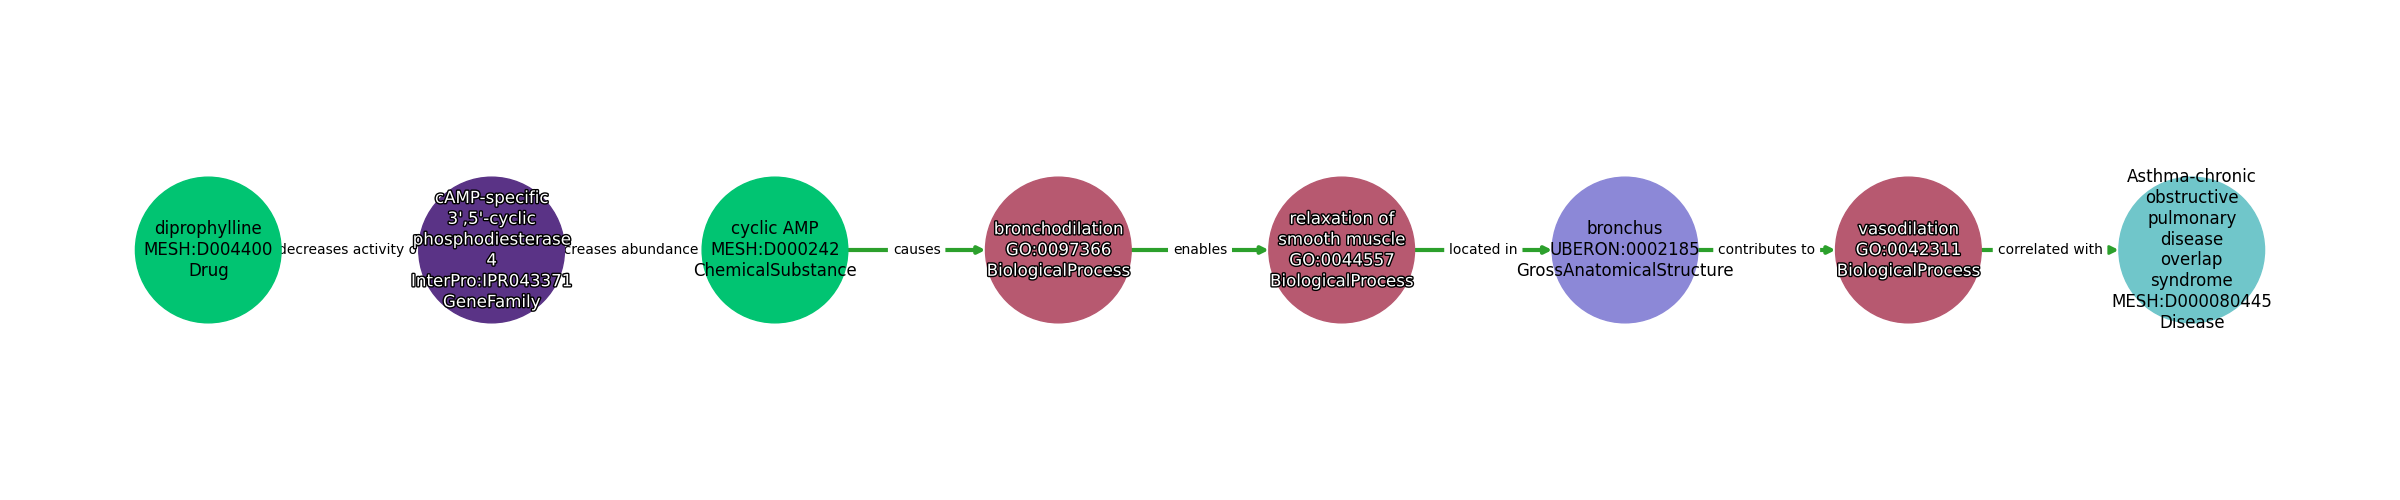 diprophylline
MESH:D004400
Drug
decreases activity
cAMP-specific
3',5'-cyclic
phosphodiesterase
4
InterPro:IPR043371
GeneFamily
abundance
cyclic AMP
MESH:D000242
ChemicalSubstance
causes
bronchodilation
GO:0097366
BiologicalProcess
enables
relaxation of
smooth muscle
GO:0044557
BiologicalProcess
located in
bronchus
UBERON:0002185
GrossAnatomicalStructure
contributes to
vasodilation
GO:0042311
BiologicalProcess
correlated with
Asthma-chronic
obstructive
pulmonary
disease
overlap
syndrome
MESH:D000080445
Disease